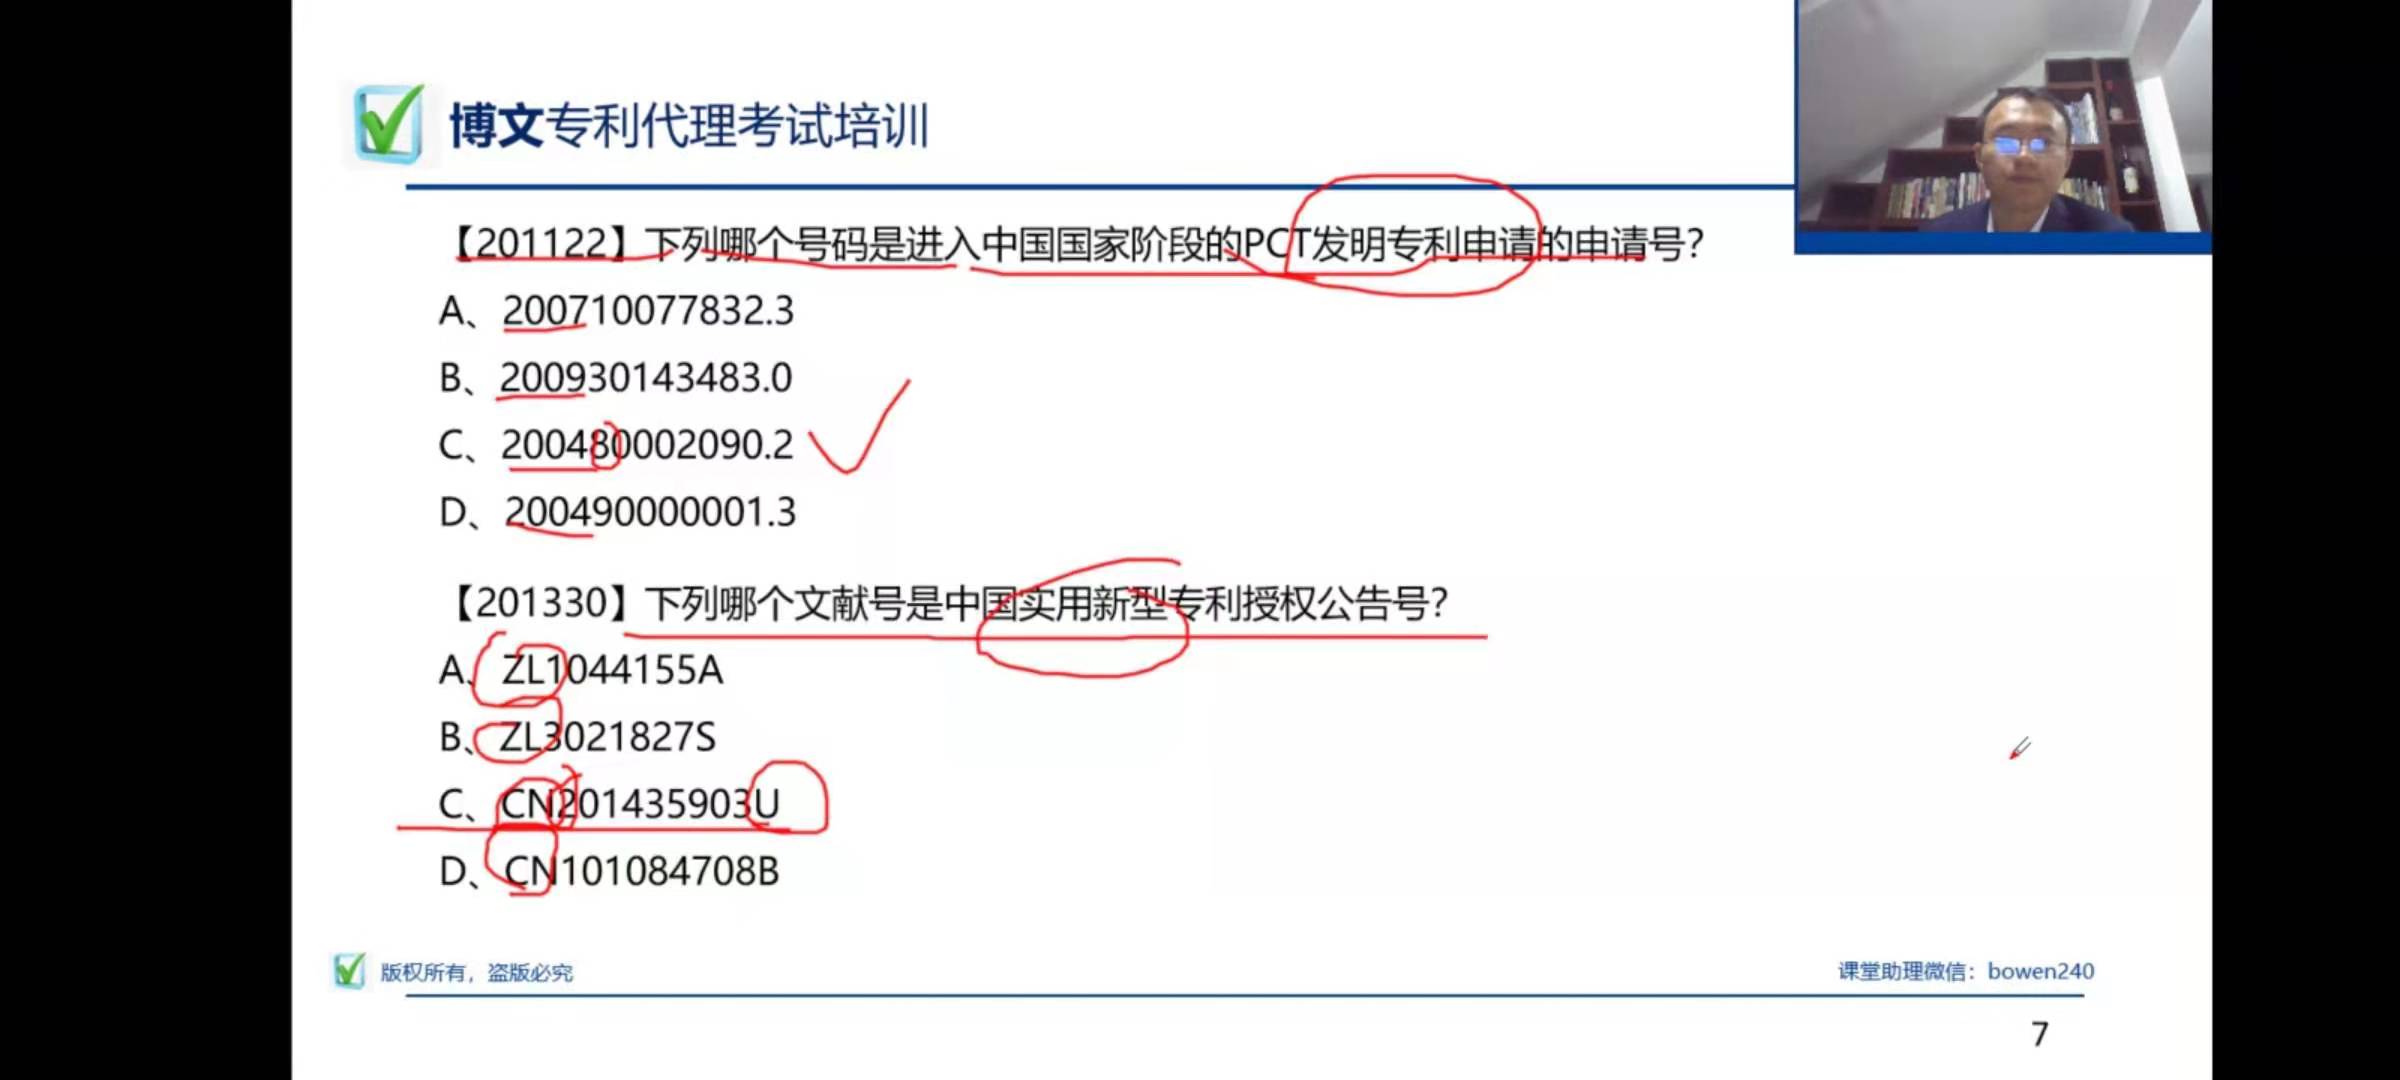 博文专利代理考试培训
【201122】下列哪个号码是进入中国国家阶段的PCT发明专利申请的申请号？
A、200710077832.3
B、200930143483.0
C、200480002090.2
D、200490000001.3
【201330】下列哪个文献号是中国实用新型专利授权公告号？
A、ZL1044155A
B、ZL3021827S
C、CN201435903U
D、CN101084708B
版权所有，盗版必究
课堂助理微信：bowen240
7